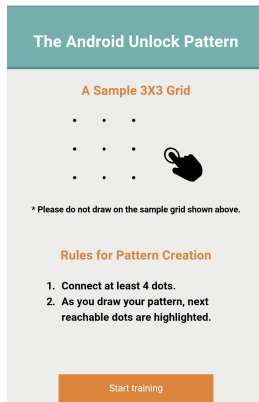 The Android Unlock Pattern
A Sample 3X3 Grid
* Please do not draw on the sample grid shown above.
Rules for Pattern Creation
1. Connect at least 4 dots.
2. As you draw your pattern, next
reachable dots are highlighted.
Start training